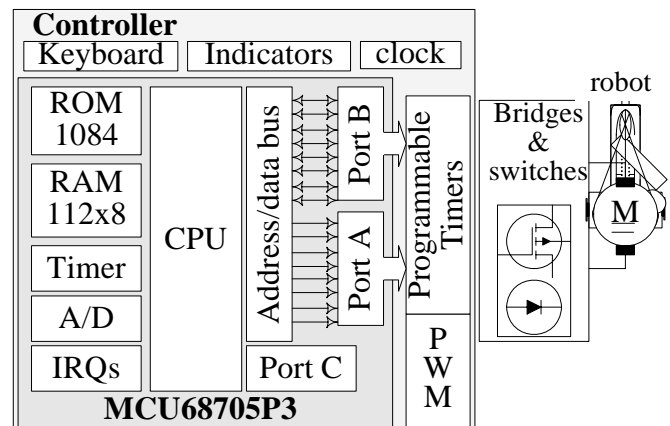 Controller
Keyboard
Indicators
clock
robot
ROM
1084
RAM
112x8
Timer
A/D
IRQs
CPU
Address/data bus
Port B
Port A
Port C
MCU68705P3
Programmable
Timers
P
W
M
Bridges
&
switches
M